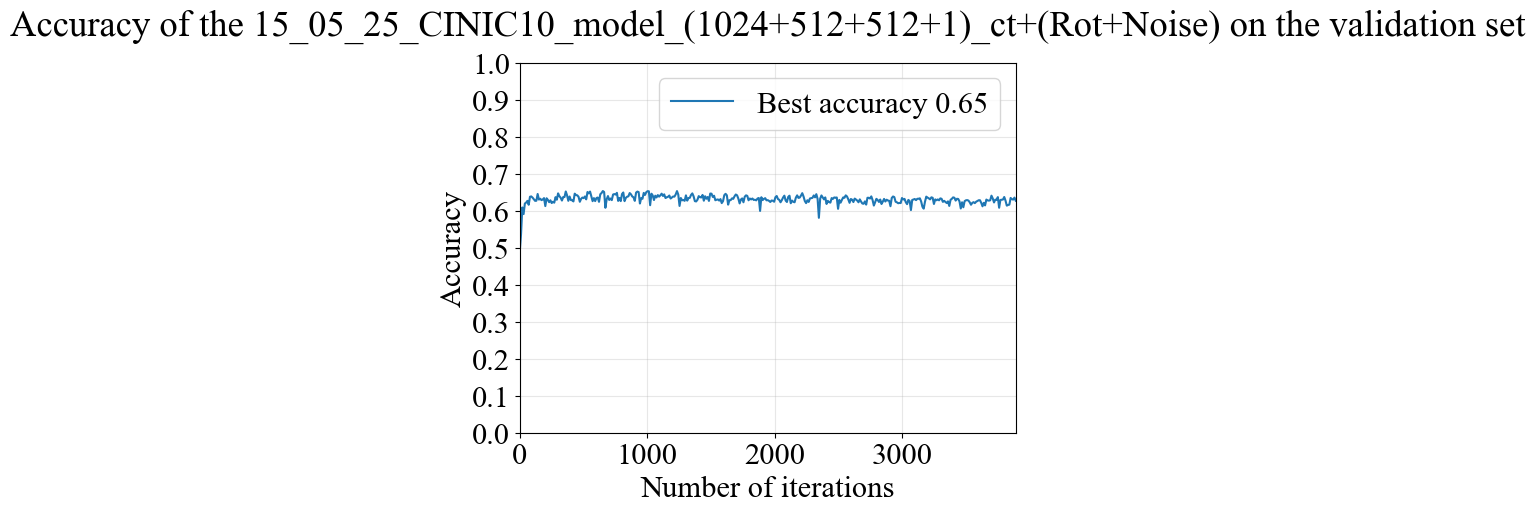 Accuracy of the 15_05_25_CINIC10_model_(1024+512+512+1)_ct+(Rot+Noise) on the validation set
Best accuracy 0.65
Accuracy
1.0
0.9
0.8
0.7
0.6
0.5
0.4
0.3
0.2
0.1
0.0
0 1000 2000 3000
Number of iterations